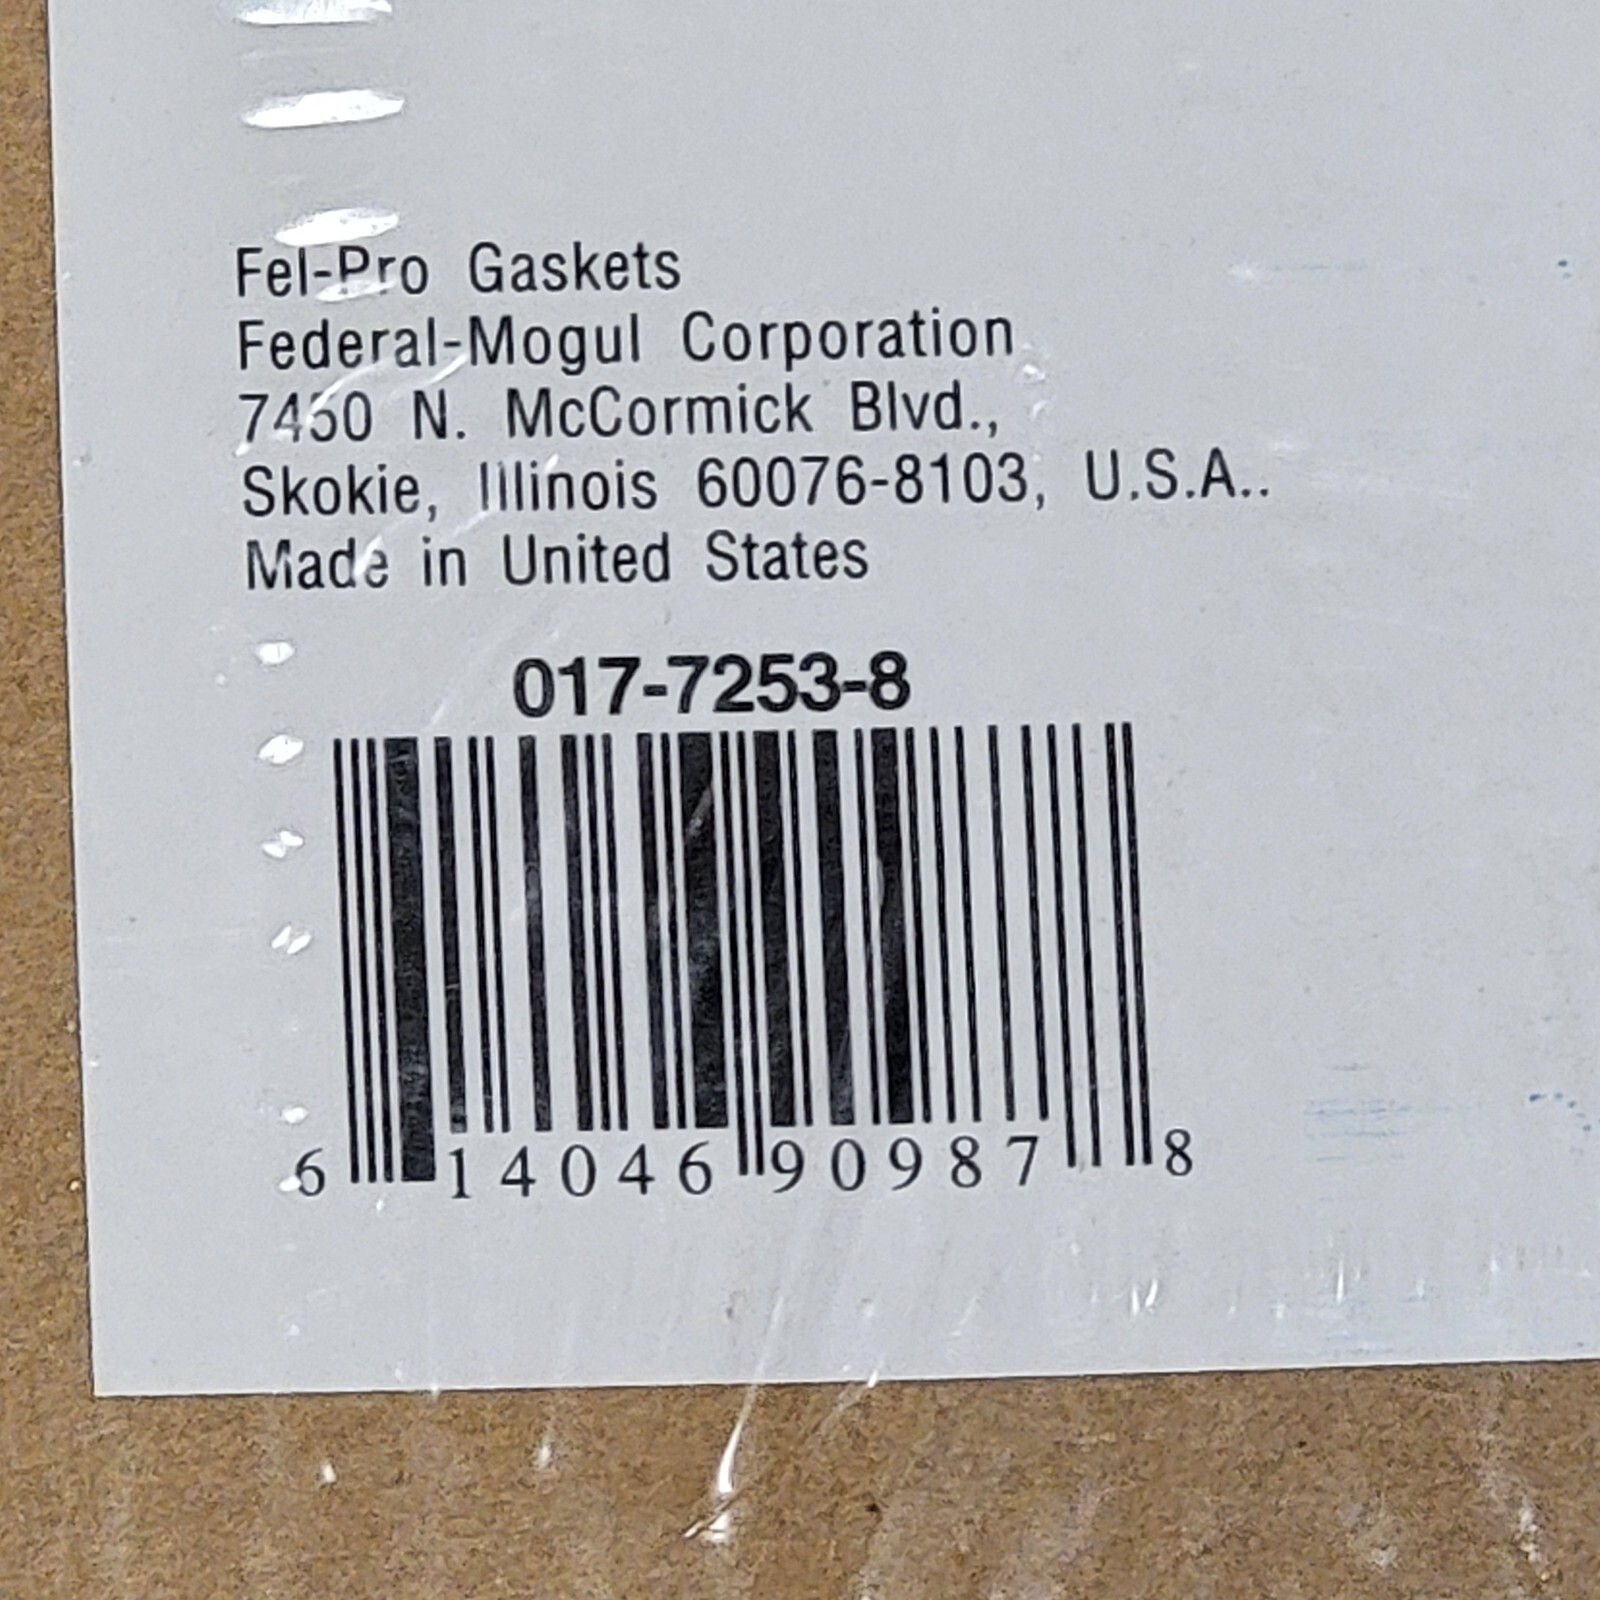 Fel-Pro Gaskets
Federal-Mogul Corporation
7450 N. McCormick Blvd.,
Skokie, Illinois 60076-8103, U.S.A..
Made in United States
017-7253-8
6 14046 90987 8